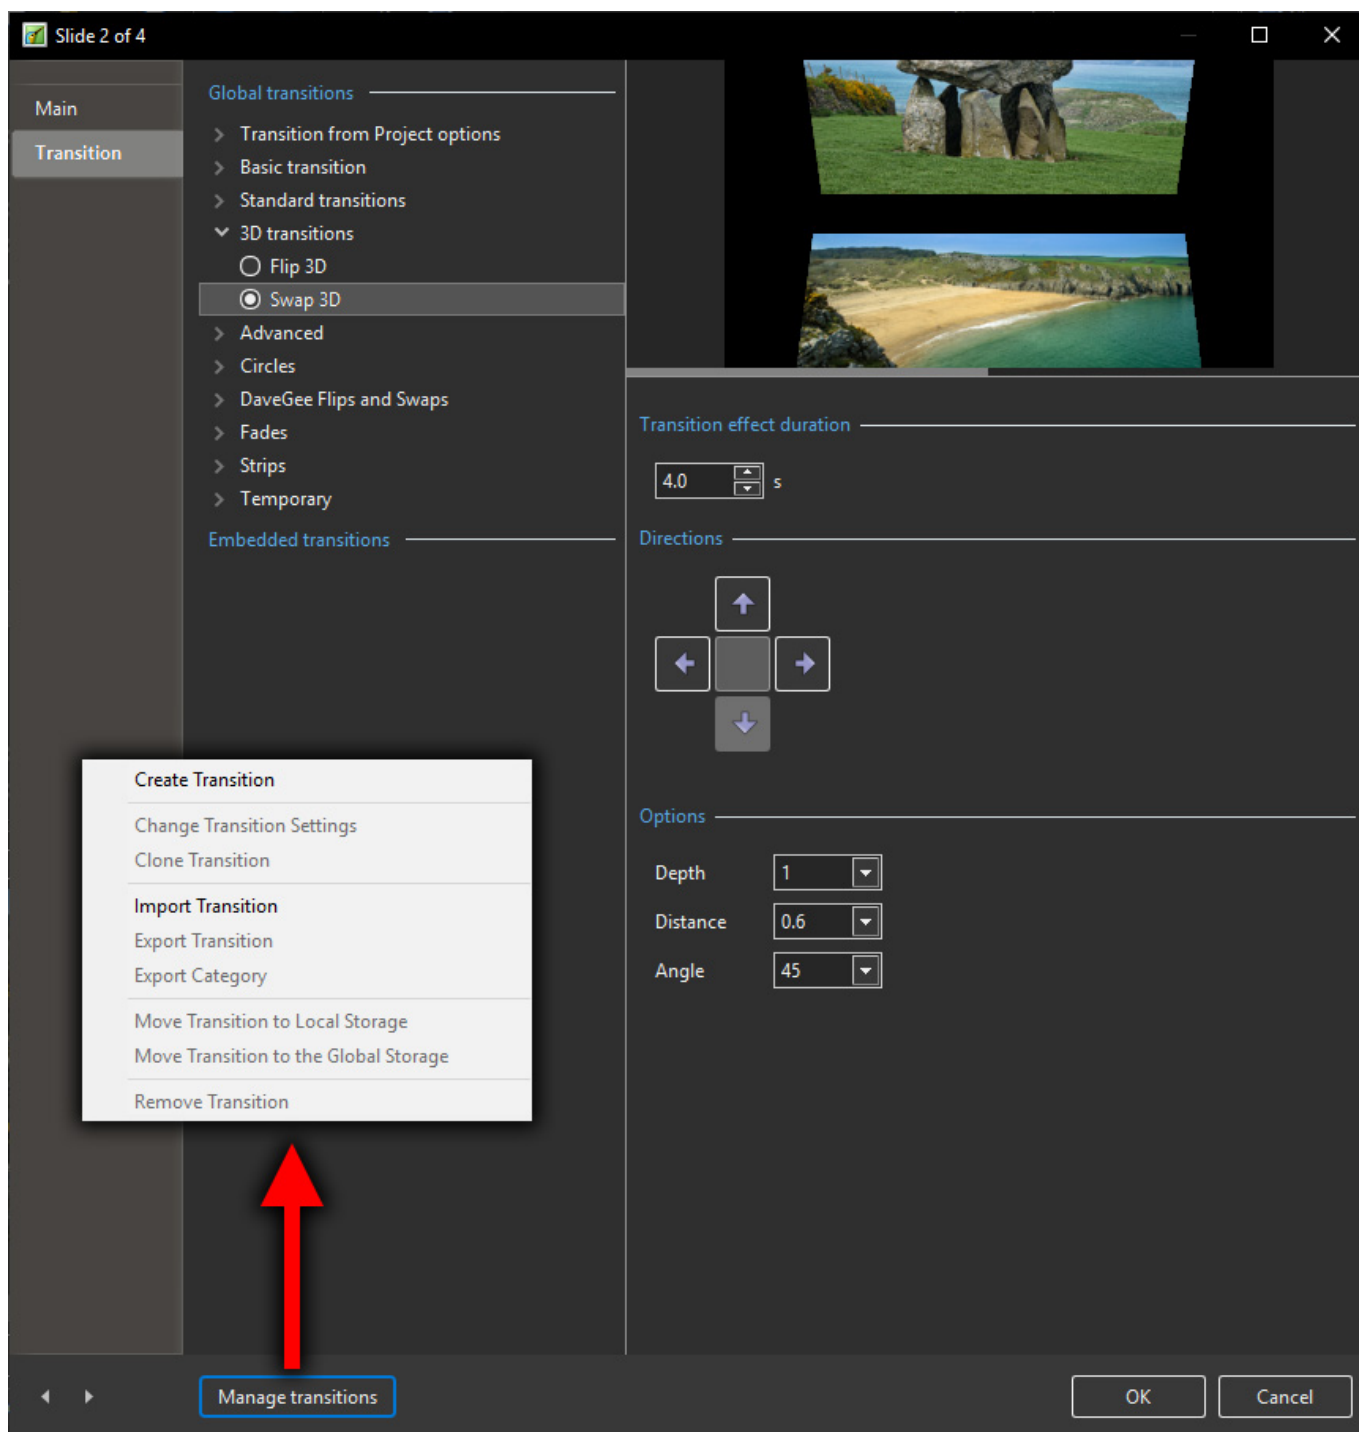 Slide 2 of 4
Main
Transition
Global transitions
Transition from Project options
Basic transition
Standard transitions
3D transitions
Flip 3D
Swap 3D
Advanced
Circles
DaveGee Flips and Swaps
Fades
Strips
Temporary
Embedded transitions
Create Transition
Change Transition Settings
Clone Transition
Import Transition
Export Transition
Export Category
Move Transition to Local Storage
Move Transition to the Global Storage
Remove Transition
Transition effect duration
4.0 s
Directions
Options
Depth 1
Distance 0.6
Angle 45
Manage transitions
OK
Cancel